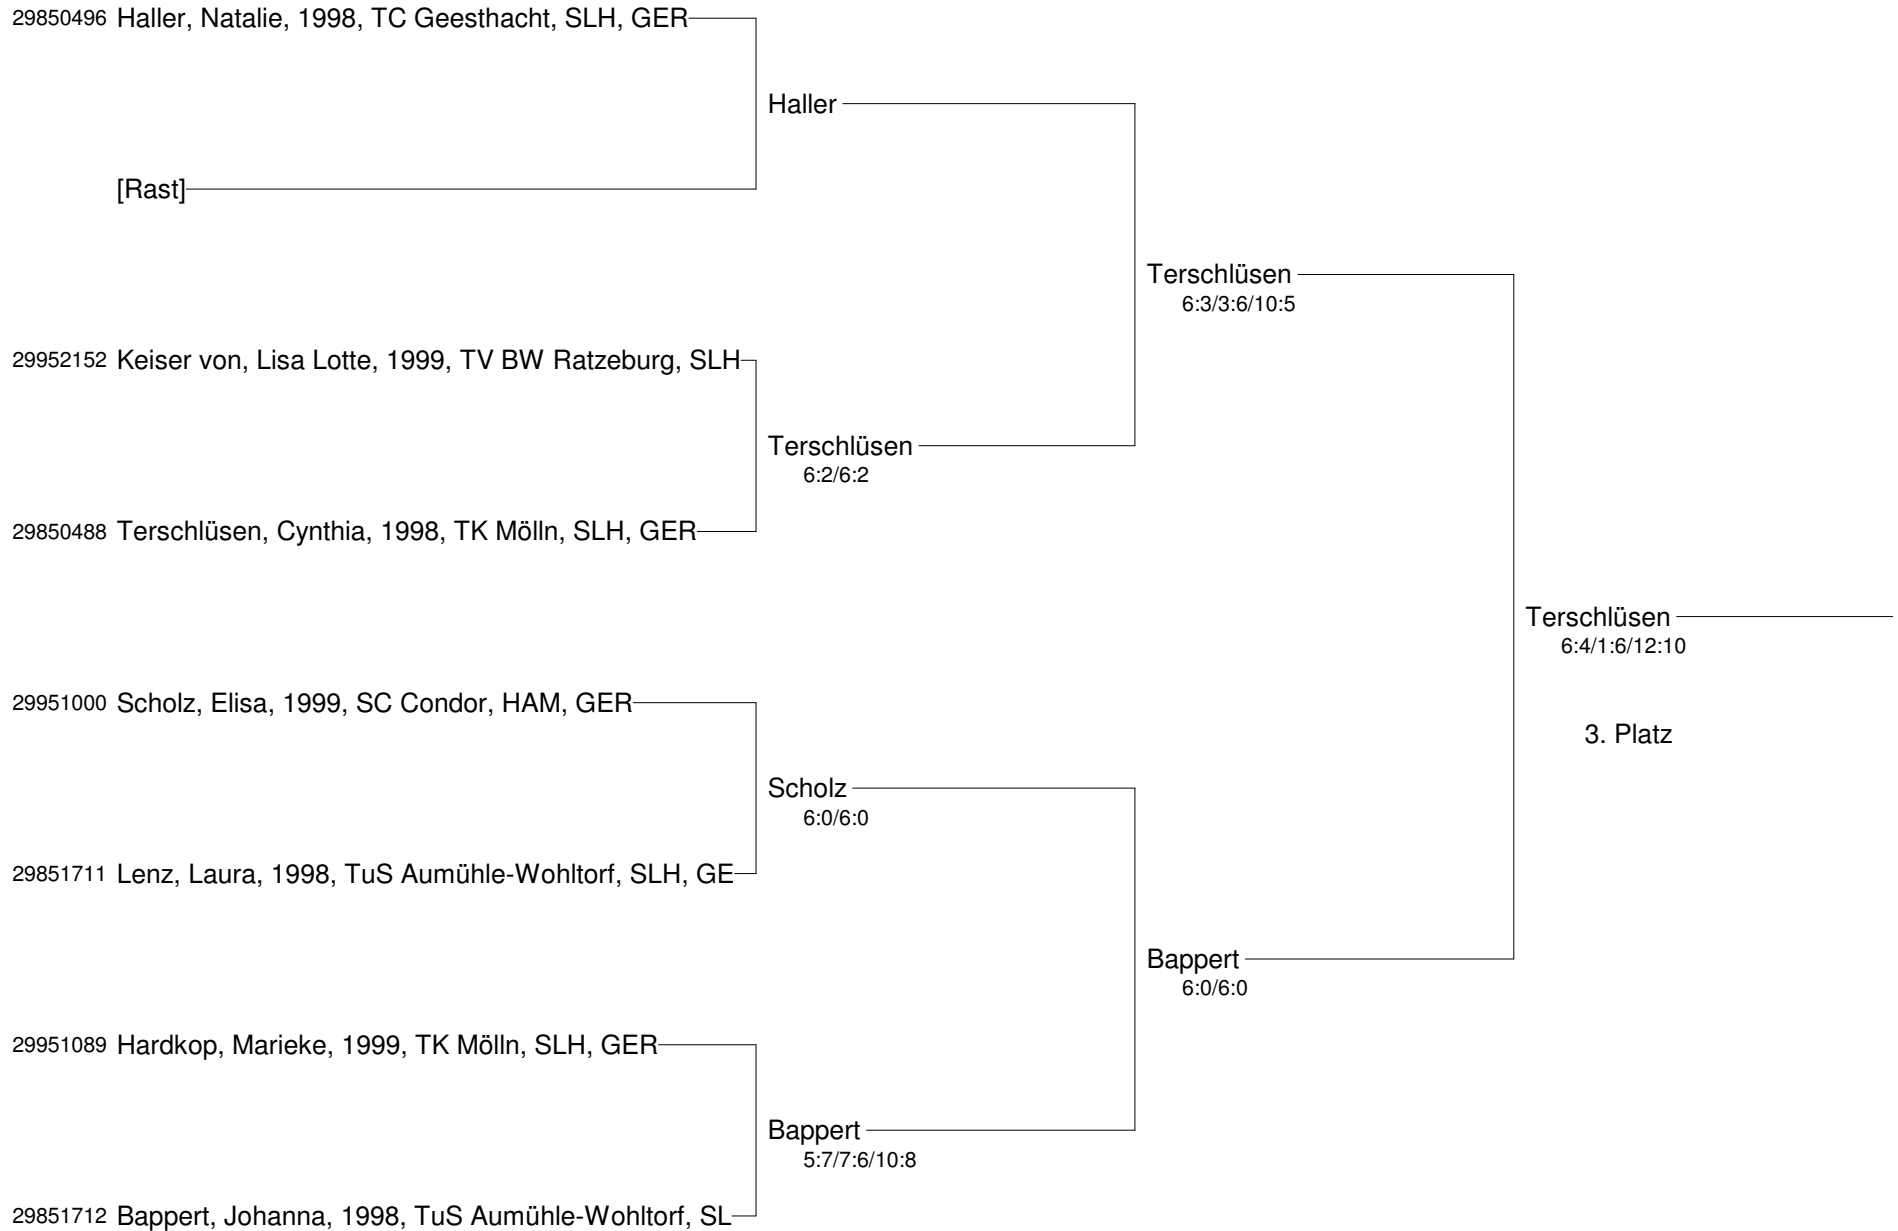 29850496 Haller, Natalie, 1998, TC Geesthacht, SLH, GER
Haller
[Rast]
Terschlüsen
6:3/3:6/10:5
29952152 Keiser von, Lisa Lotte, 1999, TV BW Ratzeburg, SLH
Terschlüsen
6:2/6:2
29850488 Terschlüsen, Cynthia, 1998, TK Mölln, SLH, GER
Terschlüsen
6:4/1:6/12:10
29951000 Scholz, Elisa, 1999, SC Condor, HAM, GER
3. Platz
Scholz
6:0/6:0
29851711 Lenz, Laura, 1998, TuS Aumühle-Wohltorf, SLH, GE
Bappert
6:0/6:0
29951089 Hardkop, Marieke, 1999, TK Mölln, SLH, GER
Bappert
5:7/7:6/10:8
29851712 Bappert, Johanna, 1998, TuS Aumühle-Wohltorf, SL